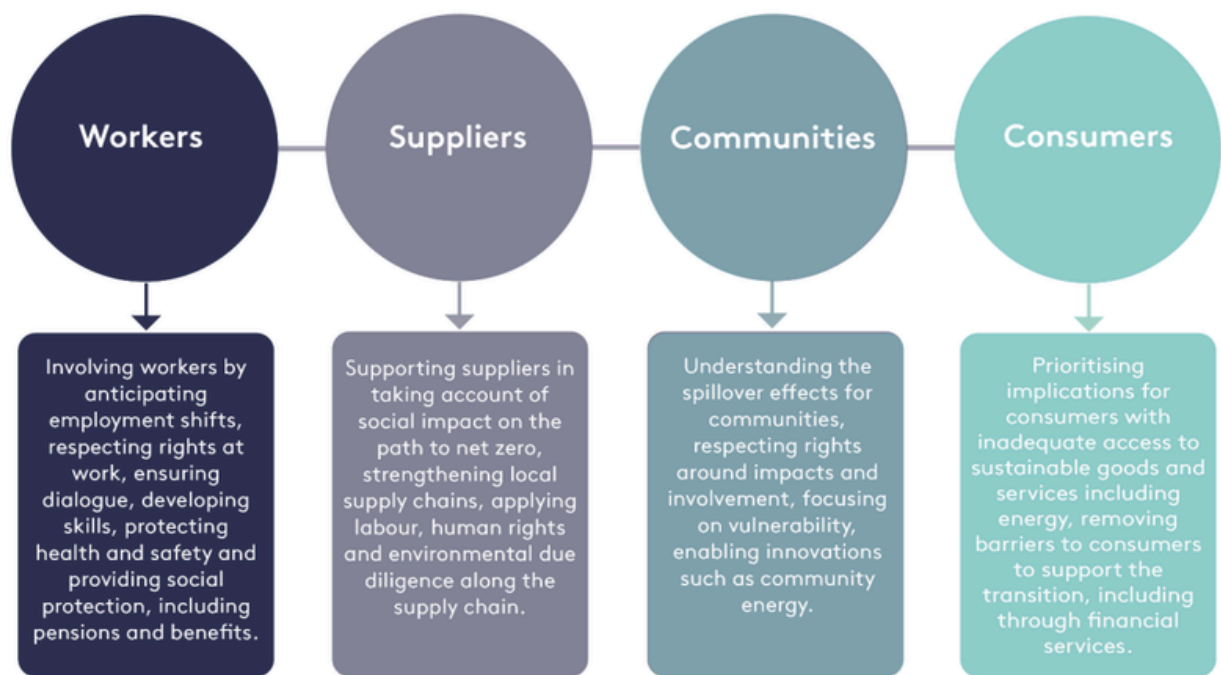 Workers
Suppliers
Communities
Consumers
Involving workers by
anticipating
employment shifts,
respecting rights at
work, ensuring
dialogue, developing
skills, protecting
health and safety and
providing social
protection, including
pensions and benefits.
Supporting suppliers in
taking account of
social impact on the
path to net zero,
strengthening local
supply chains, applying
labour, human rights
and environmental due
diligence along the
supply chain.
Understanding the
spillover effects for
communities,
respecting rights
around impacts and
involvement, focusing
on vulnerability,
enabling innovations
such as community
energy.
Prioritising
implications for
consumers with
inadequate access to
sustainable goods and
services including
energy, removing
barriers to consumers
to support the
transition, including
through financial
services.